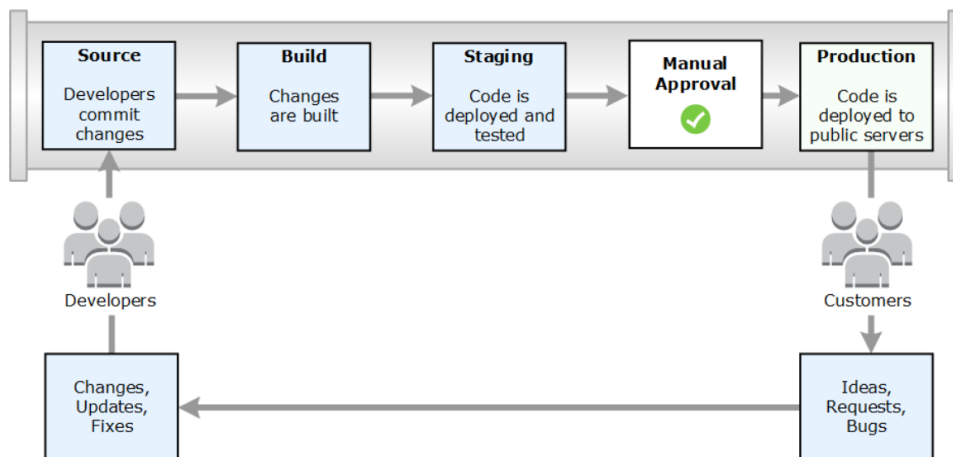 Source
Developers
commit
changes
Build
Changes
are built
Staging
Code is
deployed and
tested
Manual
Approval
Production
Code is
deployed to
public servers
Developers
Customers
Changes,
Updates,
Fixes
Ideas,
Requests,
Bugs